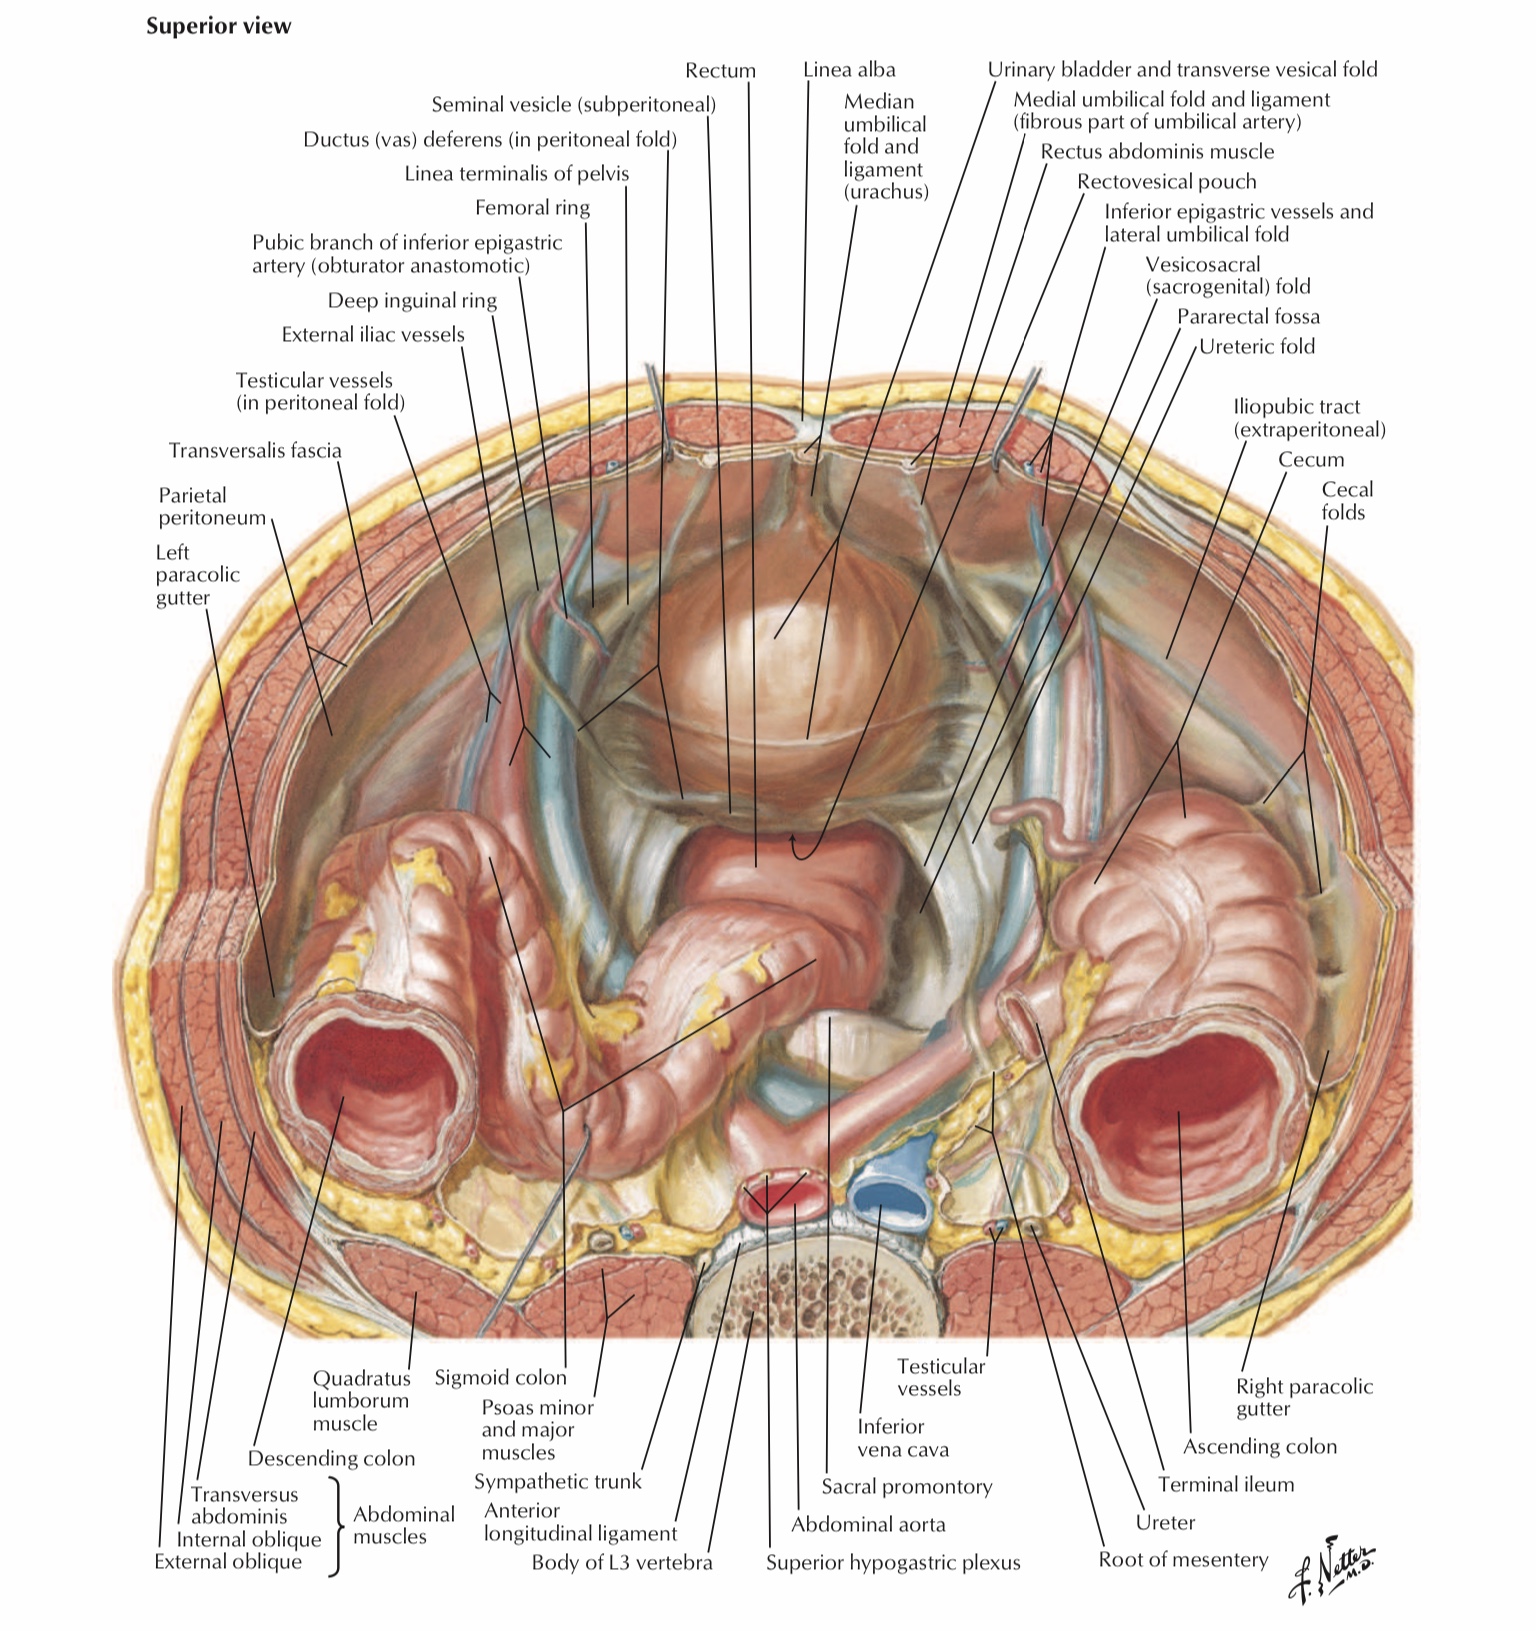 Superior view
Rectum
Seminal vesicle (subperitoneal)
Ductus (vas) deferens (in peritoneal fold)
Linea terminalis of pelvis
Femoral ring
Pubic branch of inferior epigastric
artery (obturator anastomotic)
Deep inguinal ring
External iliac vessels
Testicular vessels
(in peritoneal fold)
Transversalis fascia
Parietal
peritoneum
Left
paracolic
gutter
Linea alba
Median
umbilical
fold and
ligament
(urachus)
Urinary bladder and transverse vesical fold
Medial umbilical fold and ligament
(fibrous part of umbilical artery)
Rectus abdominis muscle
Rectovesical pouch
Inferior epigastric vessels and
lateral umbilical fold
Vesicosacral
(sacrogenital) fold
Pararectal fossa
Ureteric fold
Iliopubic tract
(extraperitoneal)
Cecum
Cecal
folds
Quadratus
lumborum
muscle
Descending colon
Transversus
abdominis
Internal oblique
External oblique
Abdominal
muscles
Sigmoid colon
Psoas minor
and major
muscles
Sympathetic trunk
Anterior
longitudinal ligament
Body of L3 vertebra
Testicular
vessels
Inferior
vena cava
Sacral promontory
Abdominal aorta
Superior hypogastric plexus
Right paracolic
gutter
Ascending colon
Terminal ileum
Ureter
Root of mesentery
F. Netter
M.D.